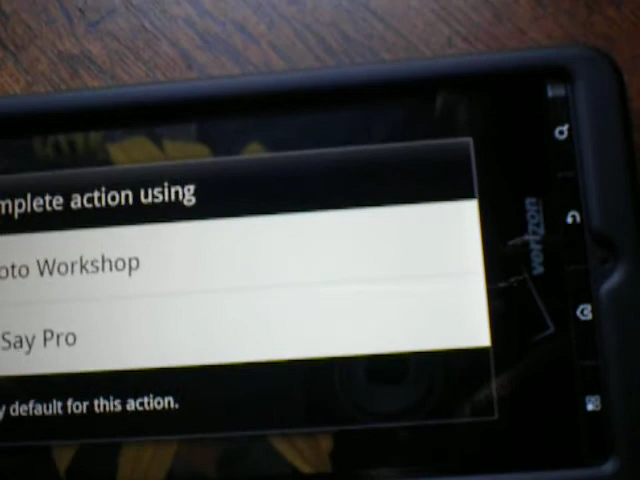 mplete action using
oto Workshop
Say Pro
y default for this action.
verizon